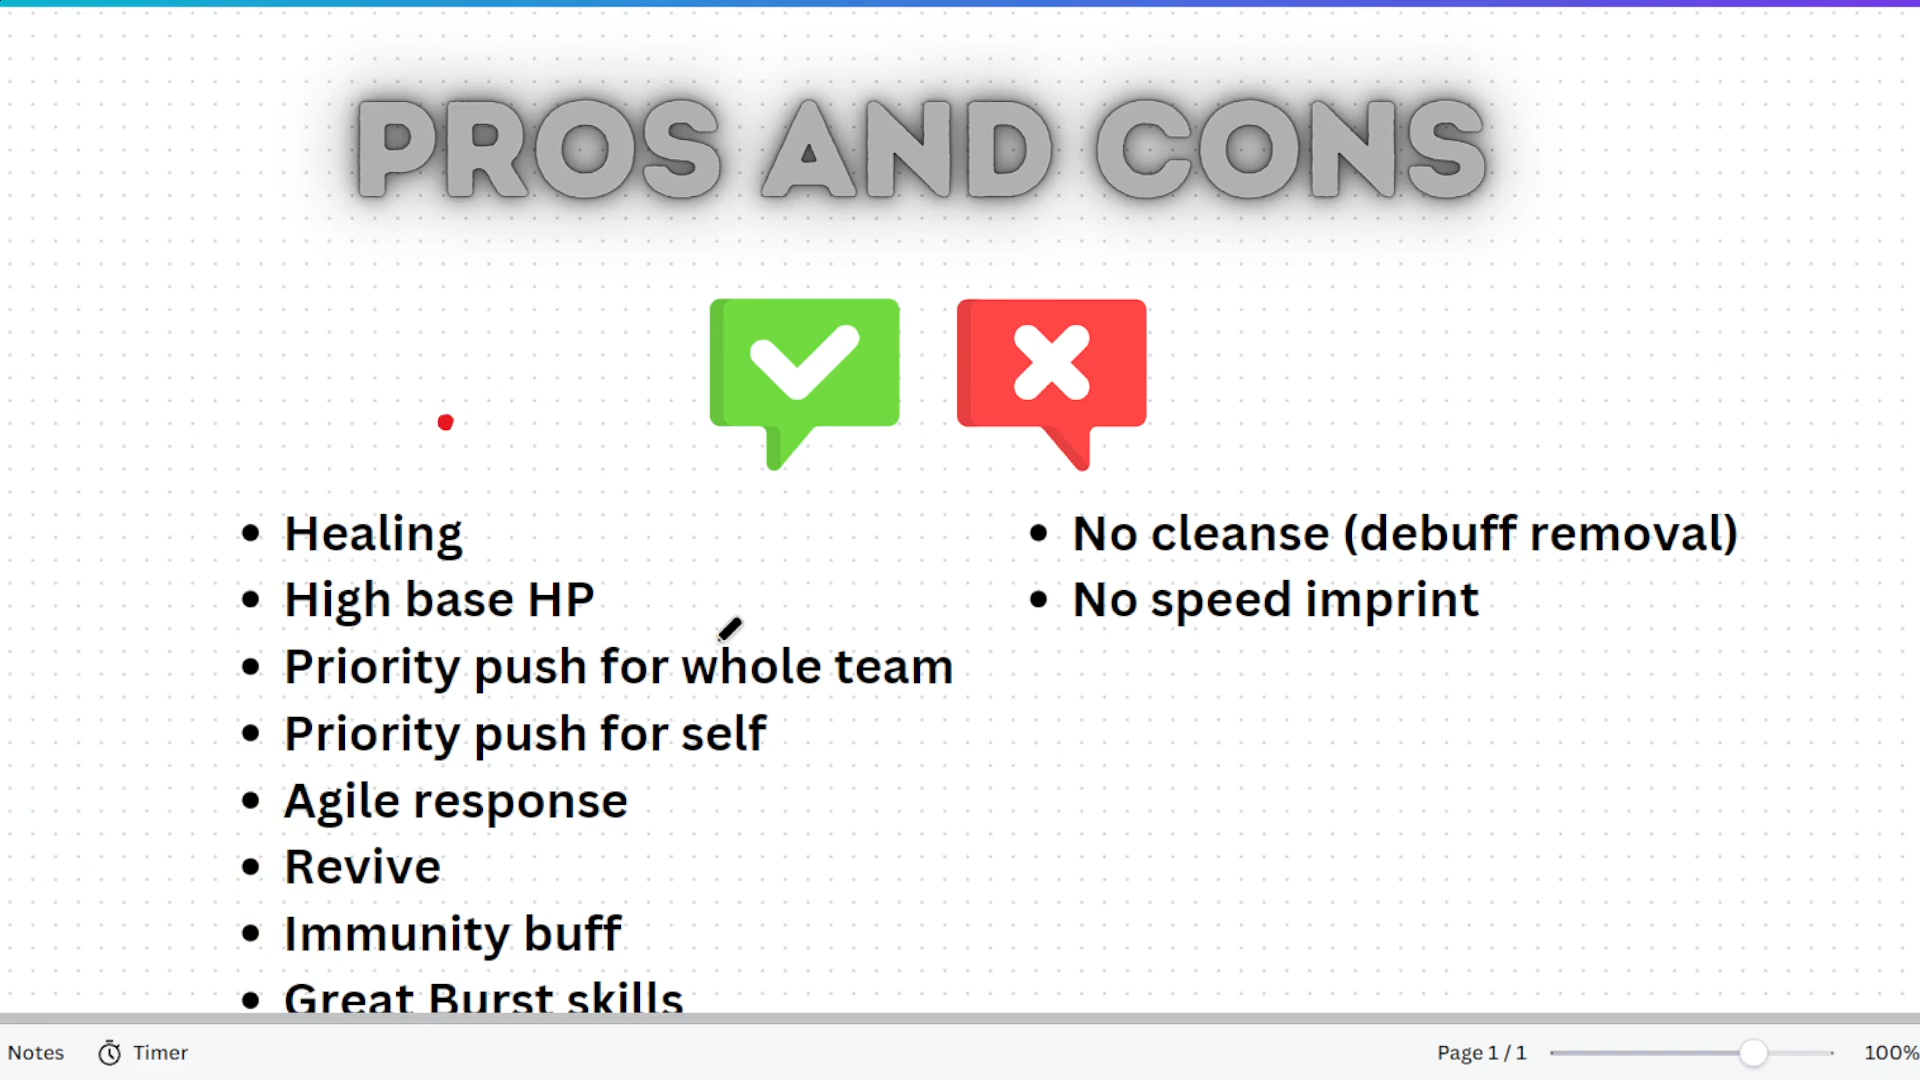 PROS AND CONS
• Healing
• High base HP
• Priority push for whole team
• Priority push for self
• Agile response
• Revive
• Immunity buff
• Great Burst skills
• No cleanse (debuff removal)
• No speed imprint
Notes
Timer
Page 1 / 1
100%